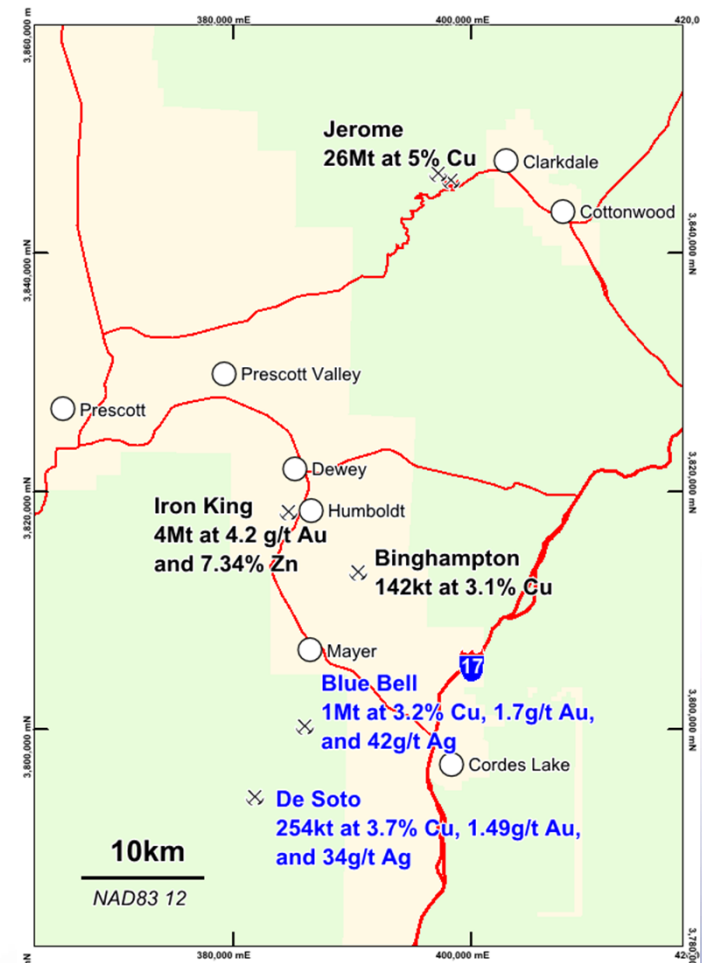 380,000 mE
400,000 mE
420,0
3,860,000 m
Jerome
26Mt at 5% Cu
Clarkdale
Cottonwood
3,840,000 mN
3,840,000 mN
Prescott Valley
Prescott
Dewey
3,820,000 mN
3,820,000 mN
Iron King
4Mt at 4.2 g/t Au
and 7.34% Zn
Humboldt
Binghampton
142kt at 3.1% Cu
Mayer
17
Blue Bell
1Mt at 3.2% Cu, 1.7g/t Au,
and 42g/t Ag
3,800,000 mN
3,800,000 mN
Cordes Lake
De Soto
254kt at 3.7% Cu, 1.49g/t Au,
and 34g/t Ag
10km
NAD83 12
mN
380,000 mE
400,000 mE